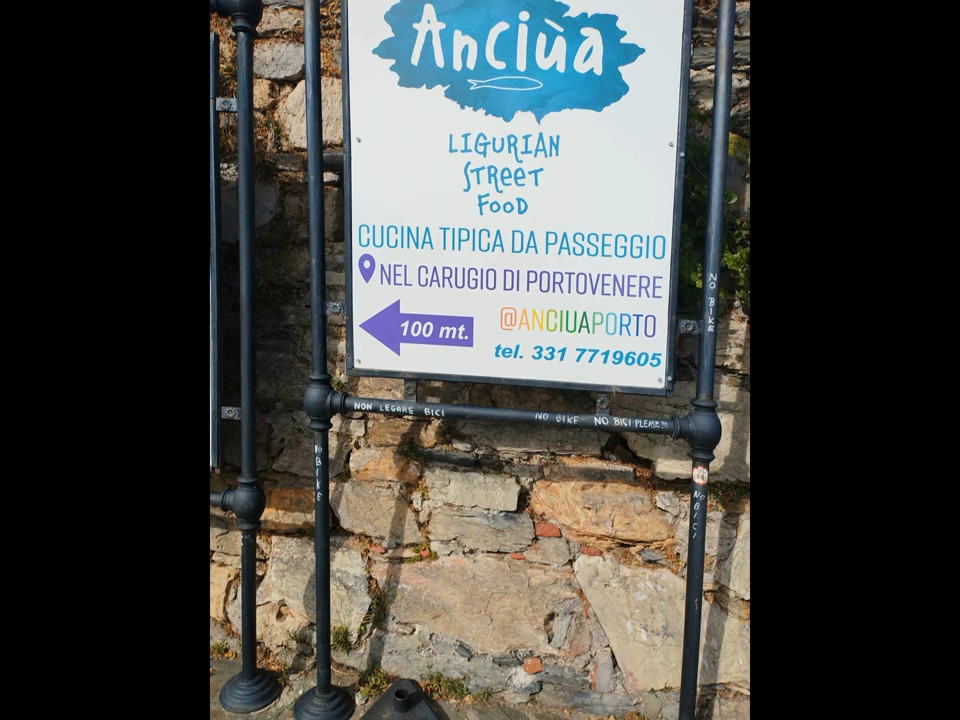 Anciùa
LIGURIAN
STREET
FOOD
CUCINA TIPICA DA PASSEGGIO
NEL CARUGIO DI PORTOVENERE
100 mt.
@ANCIUAPORTO
tel. 331 7719605
NO BIKE
NON LEGARE BICI
NO BIKE
NO BICI PLEASE!!!
NO BIKE
NO BICI